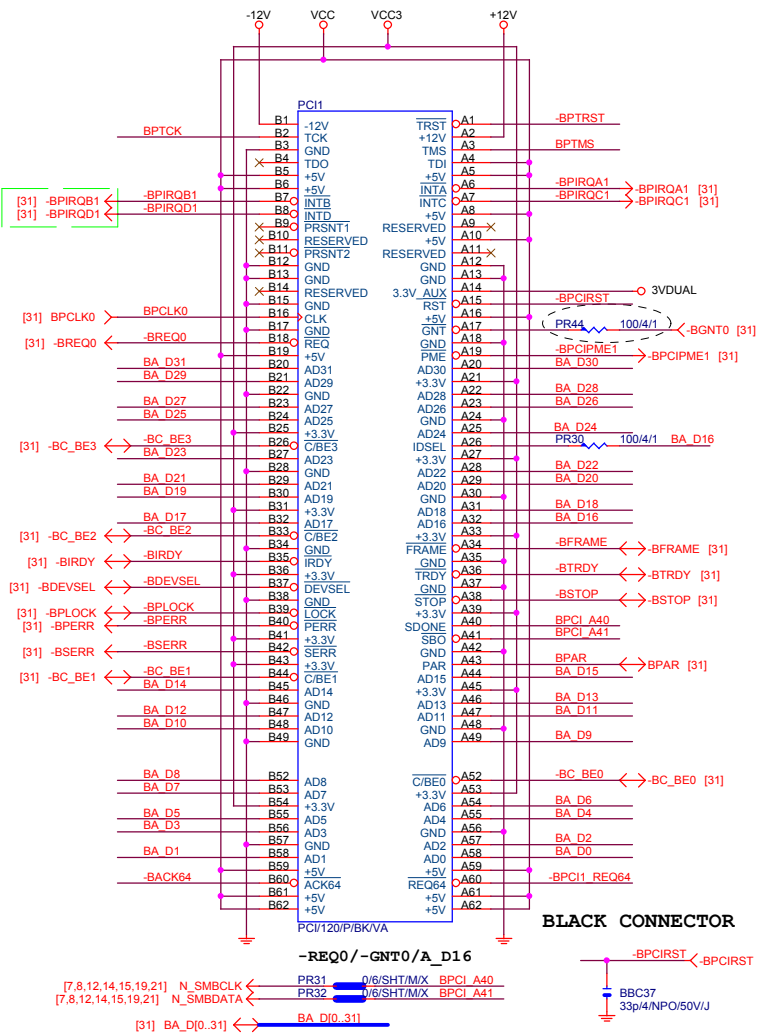 -12V VCC VCC3 +12V
PCI1
B1 -12V TRST A1 -BPTRST
BPTCK B2 TCK +12V A2
B3 GND TMS A3 BPTMS
B4 TDO TDI A4
B5 +5V +5V A5
B6 +5V INTA A6 -BPIRQA1 -BPIRQA1 [31]
[31] -BPIRQB1 -BPIRQB1 B7 INTB INTC A7 -BPIRQC1 -BPIRQC1 [31]
[31] -BPIRQD1 -BPIRQD1 B8 INTD +5V A8
B9 PRSNT1 RESERVED A9
B10 RESERVED +5V A10
B11 PRSNT2 RESERVED A11
B12 GND GND A12
B13 GND GND A13
B14 RESERVED 3.3V_AUX A14 3VDUAL
B15 GND RST A15 -BPCIRST
[31] BPCLK0 BPCLK0 B16 CLK +5V A16
B17 GND GNT A17 PR44 100/4/1 -BGNT0 [31]
[31] -BREQ0 -BREQ0 B18 REQ GND A18
B19 +5V PME A19 -BPCIPME1 -BPCIPME1 [31]
BA_D31 B20 AD31 AD30 A20 BA_D30
BA_D29 B21 AD29 +3.3V A21
B22 GND AD28 A22 BA_D28
BA_D27 B23 AD27 AD26 A23 BA_D26
BA_D25 B24 AD25 GND A24
B25 +3.3V AD24 A25 BA_D24
[31] -BC_BE3 -BC_BE3 B26 C/BE3 IDSEL A26 PR30 100/4/1 BA_D16
BA_D23 B27 AD23 +3.3V A27
B28 GND AD22 A28 BA_D22
BA_D21 B29 AD21 AD20 A29 BA_D20
BA_D19 B30 AD19 GND A30
B31 +3.3V AD18 A31 BA_D18
BA_D17 B32 AD17 AD16 A32 BA_D16
[31] -BC_BE2 -BC_BE2 B33 C/BE2 +3.3V A33
B34 GND FRAME A34 -BFRAME -BFRAME [31]
[31] -BIRDY -BIRDY B35 IRDY GND A35
B36 +3.3V TRDY A36 -BTRDY -BTRDY [31]
[31] -BDEVSEL -BDEVSEL B37 DEVSEL GND A37
B38 GND STOP A38 -BSTOP -BSTOP [31]
[31] -BPLOCK -BPLOCK B39 LOCK +3.3V A39
[31] -BPERR -BPERR B40 PERR SDONE A40 BPCI_A40
B41 +3.3V SBO A41 BPCI_A41
[31] -BSERR -BSERR B42 SERR GND A42
B43 +3.3V PAR A43 BPAR BPAR [31]
[31] -BC_BE1 -BC_BE1 B44 C/BE1 AD15 A44 BA_D15
BA_D14 B45 AD14 +3.3V A45
B46 GND AD13 A46 BA_D13
BA_D12 B47 AD12 AD11 A47 BA_D11
BA_D10 B48 AD10 GND A48
B49 GND AD9 A49 BA_D9
BA_D8 B52 AD8 C/BE0 A52 -BC_BE0 -BC_BE0 [31]
BA_D7 B53 AD7 +3.3V A53
B54 +3.3V AD6 A54 BA_D6
BA_D5 B55 AD5 AD4 A55 BA_D4
BA_D3 B56 AD3 GND A56
B57 GND AD2 A57 BA_D2
BA_D1 B58 AD1 AD0 A58 BA_D0
B59 +5V +5V A59
-BACK64 B60 ACK64 REQ64 A60 -BPCI1_REQ64
B61 +5V +5V A61
B62 +5V +5V A62
PCI/120/P/BK/VA
BLACK CONNECTOR
-REQ0/-GNT0/A_D16
-BPCIRST -BPCIRST
[7,8,12,14,15,19,21] N_SMBCLK PR31 0/6/SHT/M/X BPCI_A40
[7,8,12,14,15,19,21] N_SMBDATA PR32 0/6/SHT/M/X BPCI_A41
BBC37
33p/4/NPO/50V/J
[31] BA_D[0..31] BA_D[0..31]